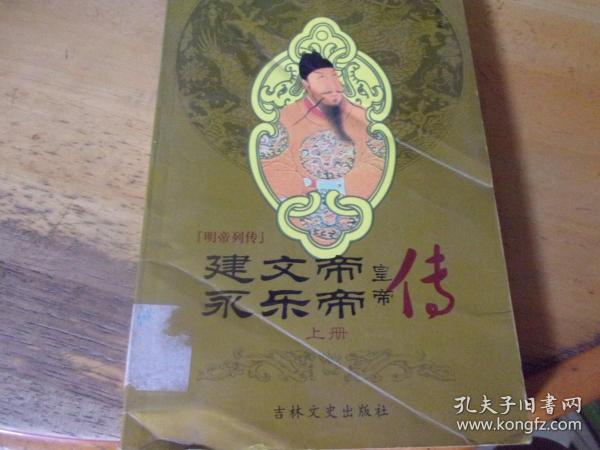 「明帝列传」
建文帝
永乐帝
皇帝
传
上册
吉林文史出版社
孔夫子旧书网
www.kongfz.com